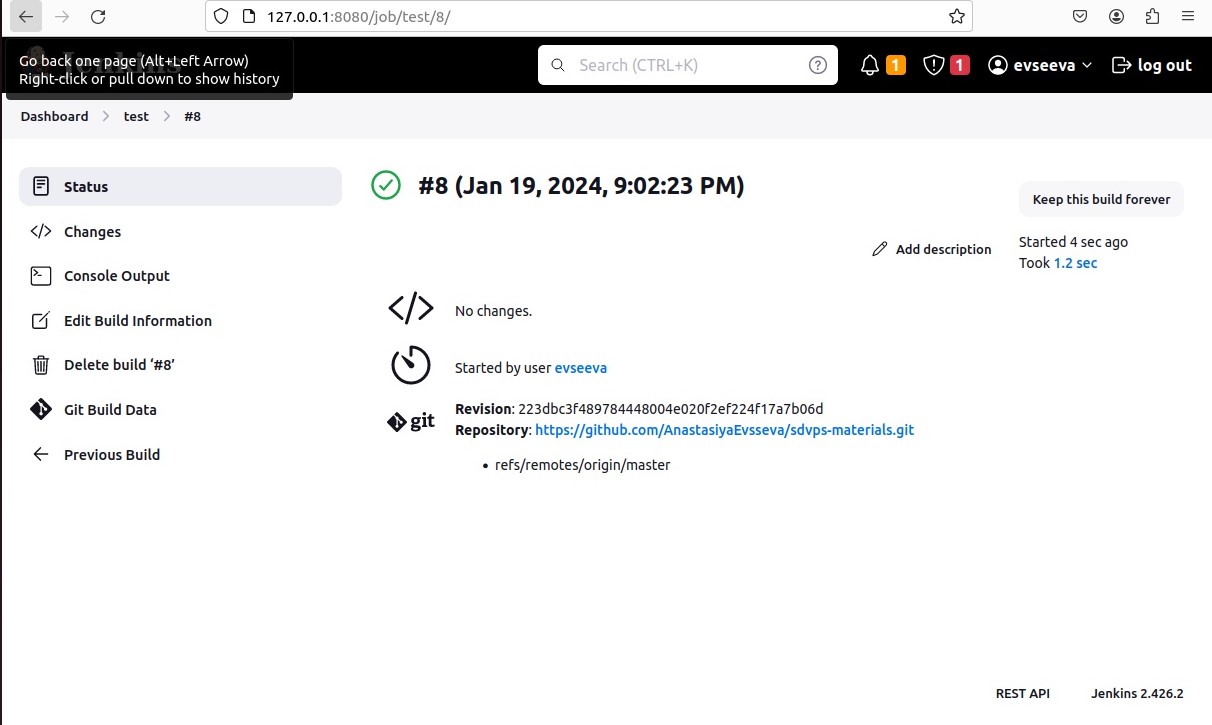 127.0.0.1:8080/job/test/8/
Go back one page (Alt+Left Arrow)
Right-click or pull down to show history
Search (CTRL+K)
1
1
evseeva
log out
Dashboard
test
#8
Status
Changes
Console Output
Edit Build Information
Delete build ‘#8’
Git Build Data
Previous Build
#8 (Jan 19, 2024, 9:02:23 PM)
Keep this build forever
Add description
Started 4 sec ago
Took 1.2 sec
No changes.
Started by user evseeva
git
Revision: 223dbc3f489784448004e020f2ef224f17a7b06d
Repository: https://github.com/AnastasiyaEvsseva/sdvps-materials.git
• refs/remotes/origin/master
REST API
Jenkins 2.426.2